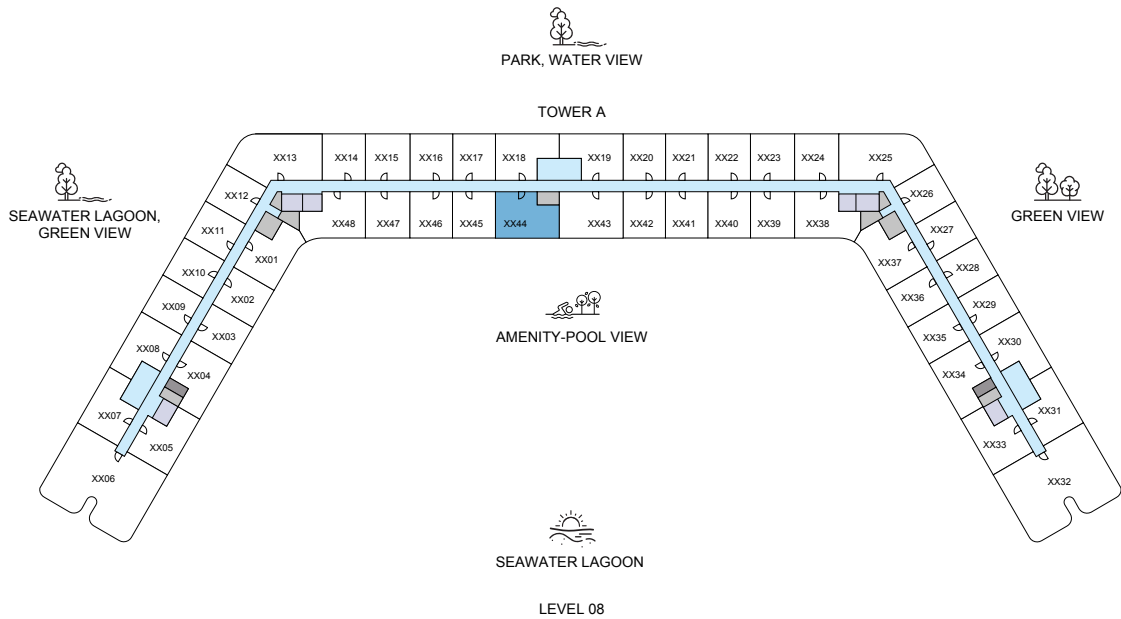 PARK, WATER VIEW
TOWER A
XX13
XX14
XX15
XX16
XX17
XX18
XX19
XX20
XX21
XX22
XX23
XX24
XX25
XX12
XX26
SEAWATER LAGOON,
GREEN VIEW
GREEN VIEW
XX11
XX48
XX47
XX46
XX45
XX44
XX43
XX42
XX41
XX40
XX39
XX38
XX27
XX01
XX37
XX10
XX28
XX02
XX36
XX09
XX29
XX03
XX35
AMENITY-POOL VIEW
XX08
XX30
XX04
XX34
XX07
XX31
XX05
XX33
XX06
XX32
SEAWATER LAGOON
LEVEL 08